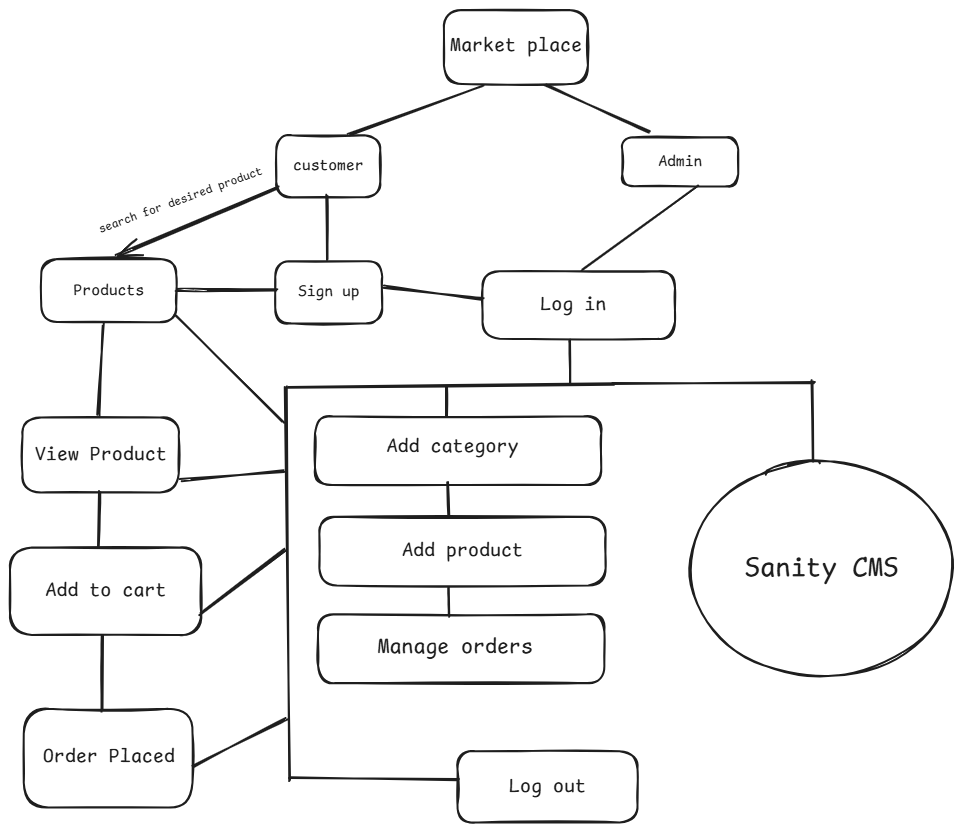 Market place
customer
Admin
search for desired product
Products
Sign up
Log in
Add category
View Product
Add product
Sanity CMS
Add to cart
Manage orders
Order Placed
Log out